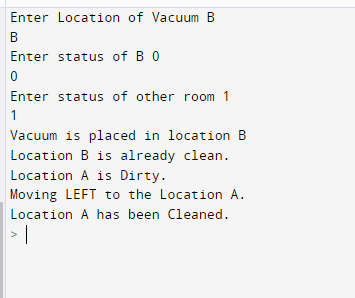 Enter Location of Vacuum B
B
Enter status of B 0
0
Enter status of other room 1
1
Vacuum is placed in location B
Location B is already clean.
Location A is Dirty.
Moving LEFT to the Location A.
Location A has been Cleaned.
>